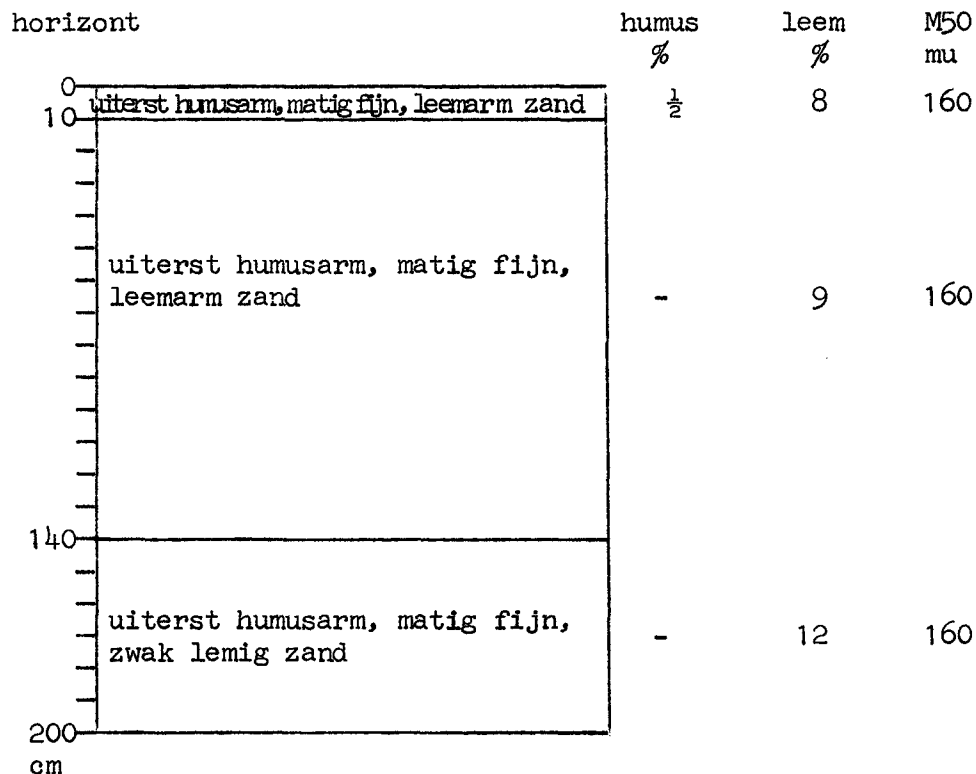 horizont humus leem M50
% % mu
0
10 uiterst humusarm, matig fijn, leemarm zand ½ 8 160
uiterst humusarm, matig fijn,
leemarm zand - 9 160
140
uiterst humusarm, matig fijn,
zwak lemig zand - 12 160
200
cm